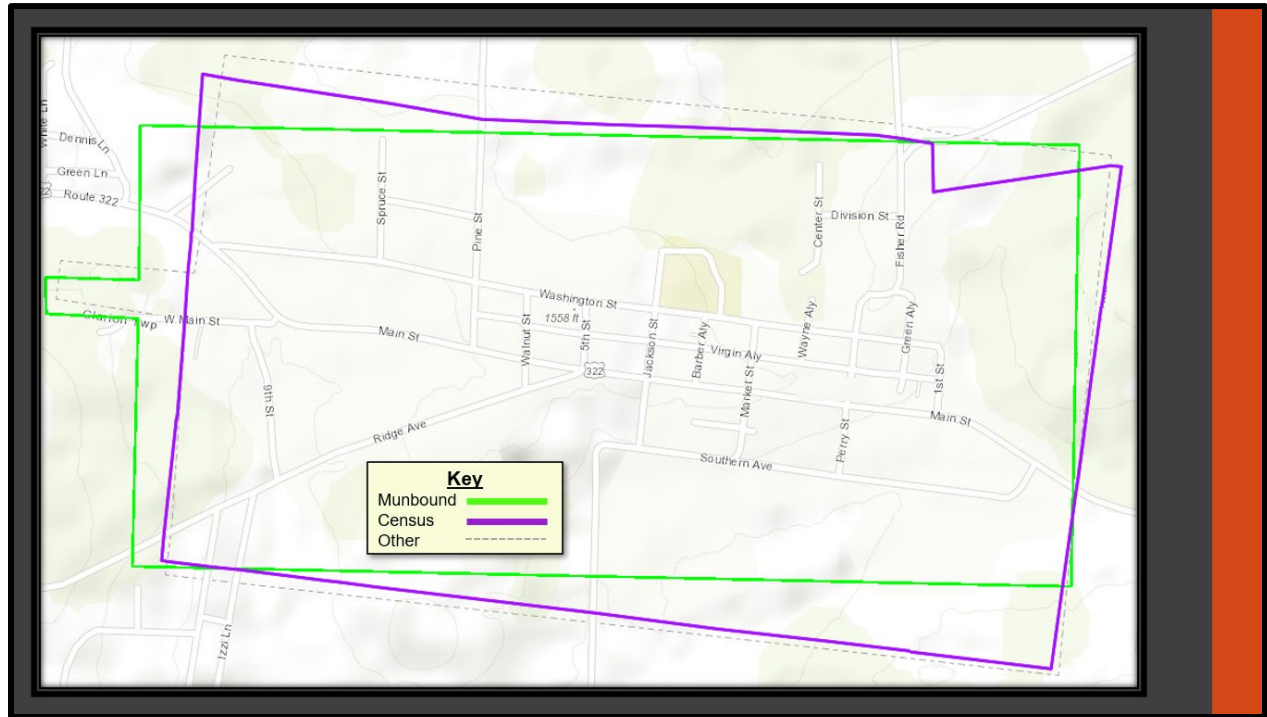 White Ln
Dennis Ln
Green Ln
Route 322
Spruce St
Pine St
Center St
Division St
Fisher Rd
Washington St
1558 ft
Clarion Twp
W Main St
Main St
Walnut St
5th St
Jackson St
Barber Aly
Virgin Aly
Wayne Aly
Green Aly
322
Market St
1st St
9th St
Ridge Ave
Main St
Perry St
Southern Ave
Key
Munbound
Census
Other
Izzi Ln